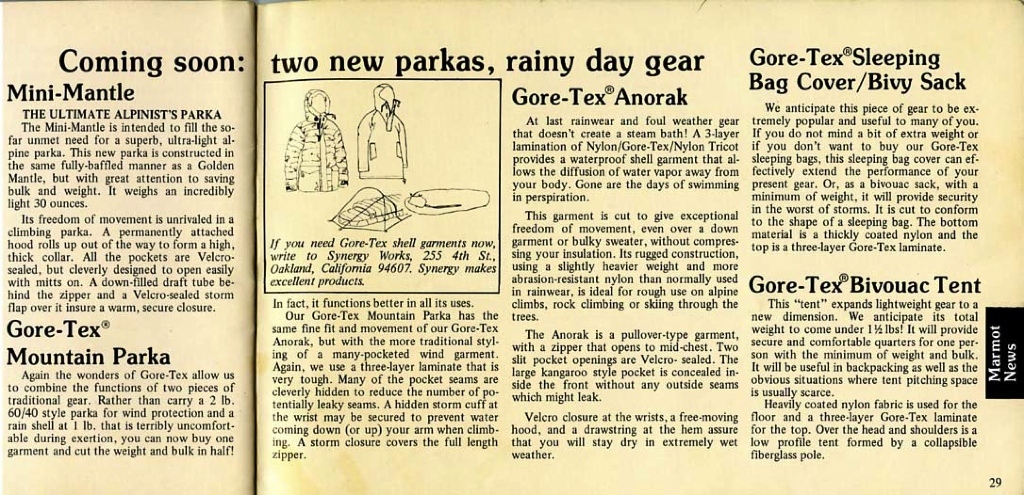 Coming soon: two new parkas, rainy day gear
Mini-Mantle
THE ULTIMATE ALPINIST'S PARKA
The Mini-Mantle is intended to fill the so-
far unmet need for a superb, ultra-light al-
pine parka. This new parka is constructed in
the same fully-baffled manner as a Golden
Mantle, but with great attention to saving
bulk and weight. It weighs an incredibly
light 30 ounces.
Its freedom of movement is unrivaled in a
climbing parka. A permanently attached
hood rolls up out of the way to form a high,
thick collar. All the pockets are Velcro-
sealed, but cleverly designed to open easily
with mitts on. A down-filled draft tube be-
hind the zipper and a Velcro-sealed storm
flap over it insure a warm, secure closure.
Gore-Tex®
Mountain Parka
Again the wonders of Gore-Tex allow us
to combine the functions of two pieces of
traditional gear. Rather than carry a 2 lb.
60/40 style parka for wind protection and a
rain shell at 1 lb. that is terribly uncomfort-
able during exertion, you can now buy one
garment and cut the weight and bulk in half!
If you need Gore-Tex shell garments now,
write to Synergy Works, 255 4th St.,
Oakland, California 94607. Synergy makes
excellent products.
In fact, it functions better in all its uses.
Our Gore-Tex Mountain Parka has the
same fine fit and movement of our Gore-Tex
Anorak, but with the more traditional styl-
ing of a many-pocketed wind garment.
Again, we use a three-layer laminate that is
very tough. Many of the pocket seams are
cleverly hidden to reduce the number of po-
tentially leaky seams. A hidden storm cuff at
the wrist may be secured to prevent water
coming down (or up) your arm when climb-
ing. A storm closure covers the full length
zipper.
Gore-Tex® Anorak
At last rainwear and foul weather gear
that doesn't create a steam bath! A 3-layer
lamination of Nylon/Gore-Tex/Nylon Tricot
provides a waterproof shell garment that al-
lows the diffusion of water vapor away from
your body. Gone are the days of swimming
in perspiration.
This garment is cut to give exceptional
freedom of movement, even over a down
garment or bulky sweater, without compres-
sing your insulation. Its rugged construction,
using a slightly heavier weight and more
abrasion-resistant nylon than normally used
in rainwear, is ideal for rough use on alpine
climbs, rock climbing or skiing through the
trees.
The Anorak is a pullover-type garment,
with a zipper that opens to mid-chest. Two
slit pocket openings are Velcro- sealed. The
large kangaroo style pocket is concealed in-
side the front without any outside seams
which might leak.
Velcro closure at the wrists, a free-moving
hood, and a drawstring at the hem assure
that you will stay dry in extremely wet
weather.
Gore-Tex® Sleeping
Bag Cover/Bivy Sack
We anticipate this piece of gear to be ex-
tremely popular and useful to many of you.
If you do not mind a bit of extra weight or
if you don't want to buy our Gore-Tex
sleeping bags, this sleeping bag cover can ef-
fectively extend the performance of your
present gear. Or, as a bivouac sack, with a
minimum of weight, it will provide security
in the worst of storms. It is cut to conform
to the shape of a sleeping bag. The bottom
material is a thickly coated nylon and the
top is a three-layer Gore-Tex laminate.
Gore-Tex® Bivouac Tent
This "tent" expands lightweight gear to a
new dimension. We anticipate its total
weight to come under 1½ lbs! It will provide
secure and comfortable quarters for one per-
son with the minimum of weight and bulk.
It will be useful in backpacking as well as the
obvious situations where tent pitching space
is usually scarce.
Heavily coated nylon fabric is used for the
floor and a three-layer Gore-Tex laminate
for the top. Over the head and shoulders is a
low profile tent formed by a collapsible
fiberglass pole.
Marmot
News
29